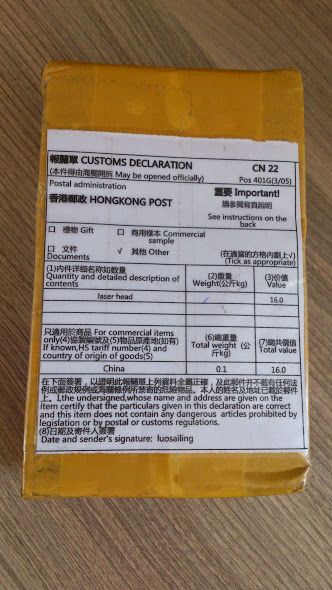 報關單 CUSTOMS DECLARATION CN 22
(本件得由海關開拆 May be opened officially) Pos 401G(3/05)
Postal administration 重要 Important!
香港郵政 HONGKONG POST 請參閱背頁說明
See instructions on the back
□ 禮物 Gift □ 商用樣本 Commercial sample
□ 文件 Documents √ 其他 Other (在適當的方格內劃上√) (Tick as appropriate)
(1)內件详细名称如数量 Quantity and detailed description of contents
(2)重量 Weight(公斤kg)
(3)价值 Value
laser head 16.0
只適用於商品 For commercial items
only(4)協製編號及(5)物品原產地(如有)
If known,HS tariff number(4) and
country of origin of goods(5)
(6)總重量 Total weight (公斤kg)
(7)總共價值 Total value
China 0.1 16.0
在下面簽署，以證明此報關單上列資料全屬正確，及此郵件并不載有任何法
例或郵政規例或海關條例所禁寄的危險物品。本人的姓名及地址已載於郵件
上。I,the undersigned,whose name and address are given on the
item certify that the particulars given in this declaration are correct
and this item does not contain any dangerous articles prohibited by
legislation or by postal or customs regulations.
(8)日期及寄件人簽署
Date and sender's signature: luosailing